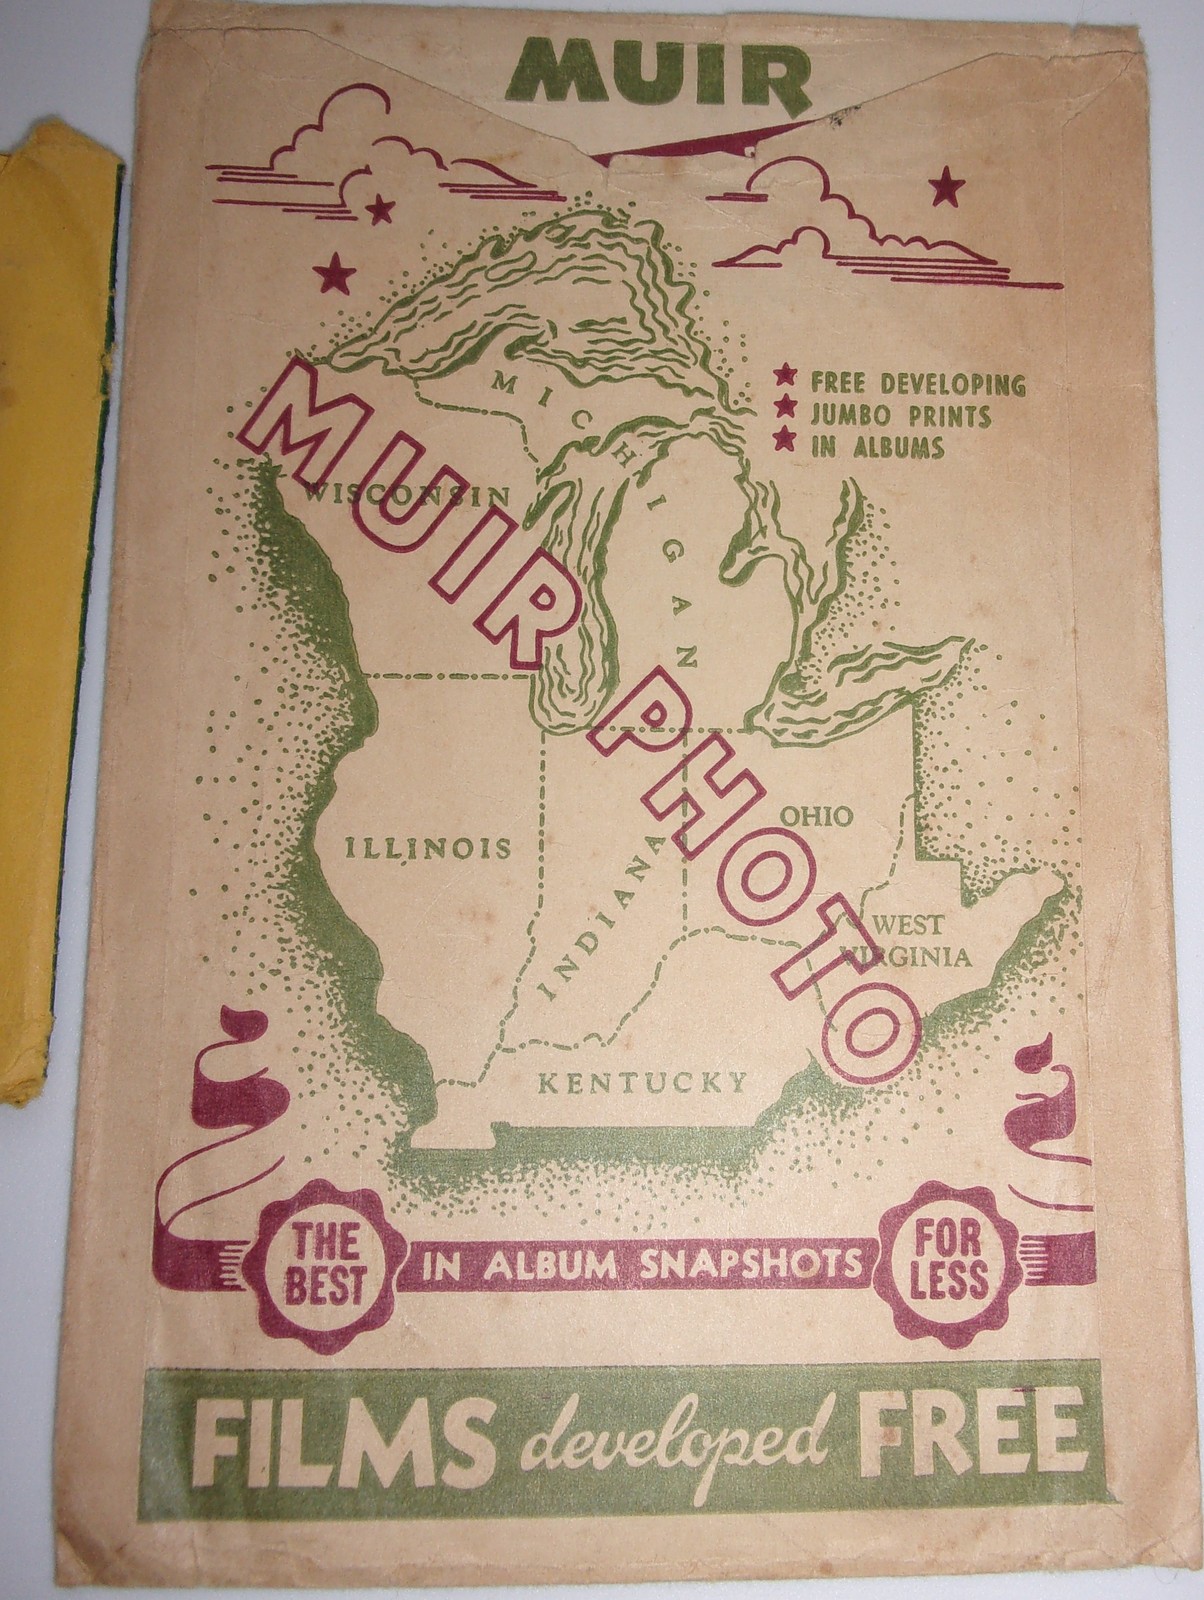 MUIR
FREE DEVELOPING
JUMBO PRINTS
IN ALBUMS
MICHIGAN
WISCONSIN
MUIR PHOTO
ILLINOIS
INDIANA
OHIO
WEST
VIRGINIA
KENTUCKY
THE
BEST
IN ALBUM SNAPSHOTS
FOR
LESS
FILMS developed FREE